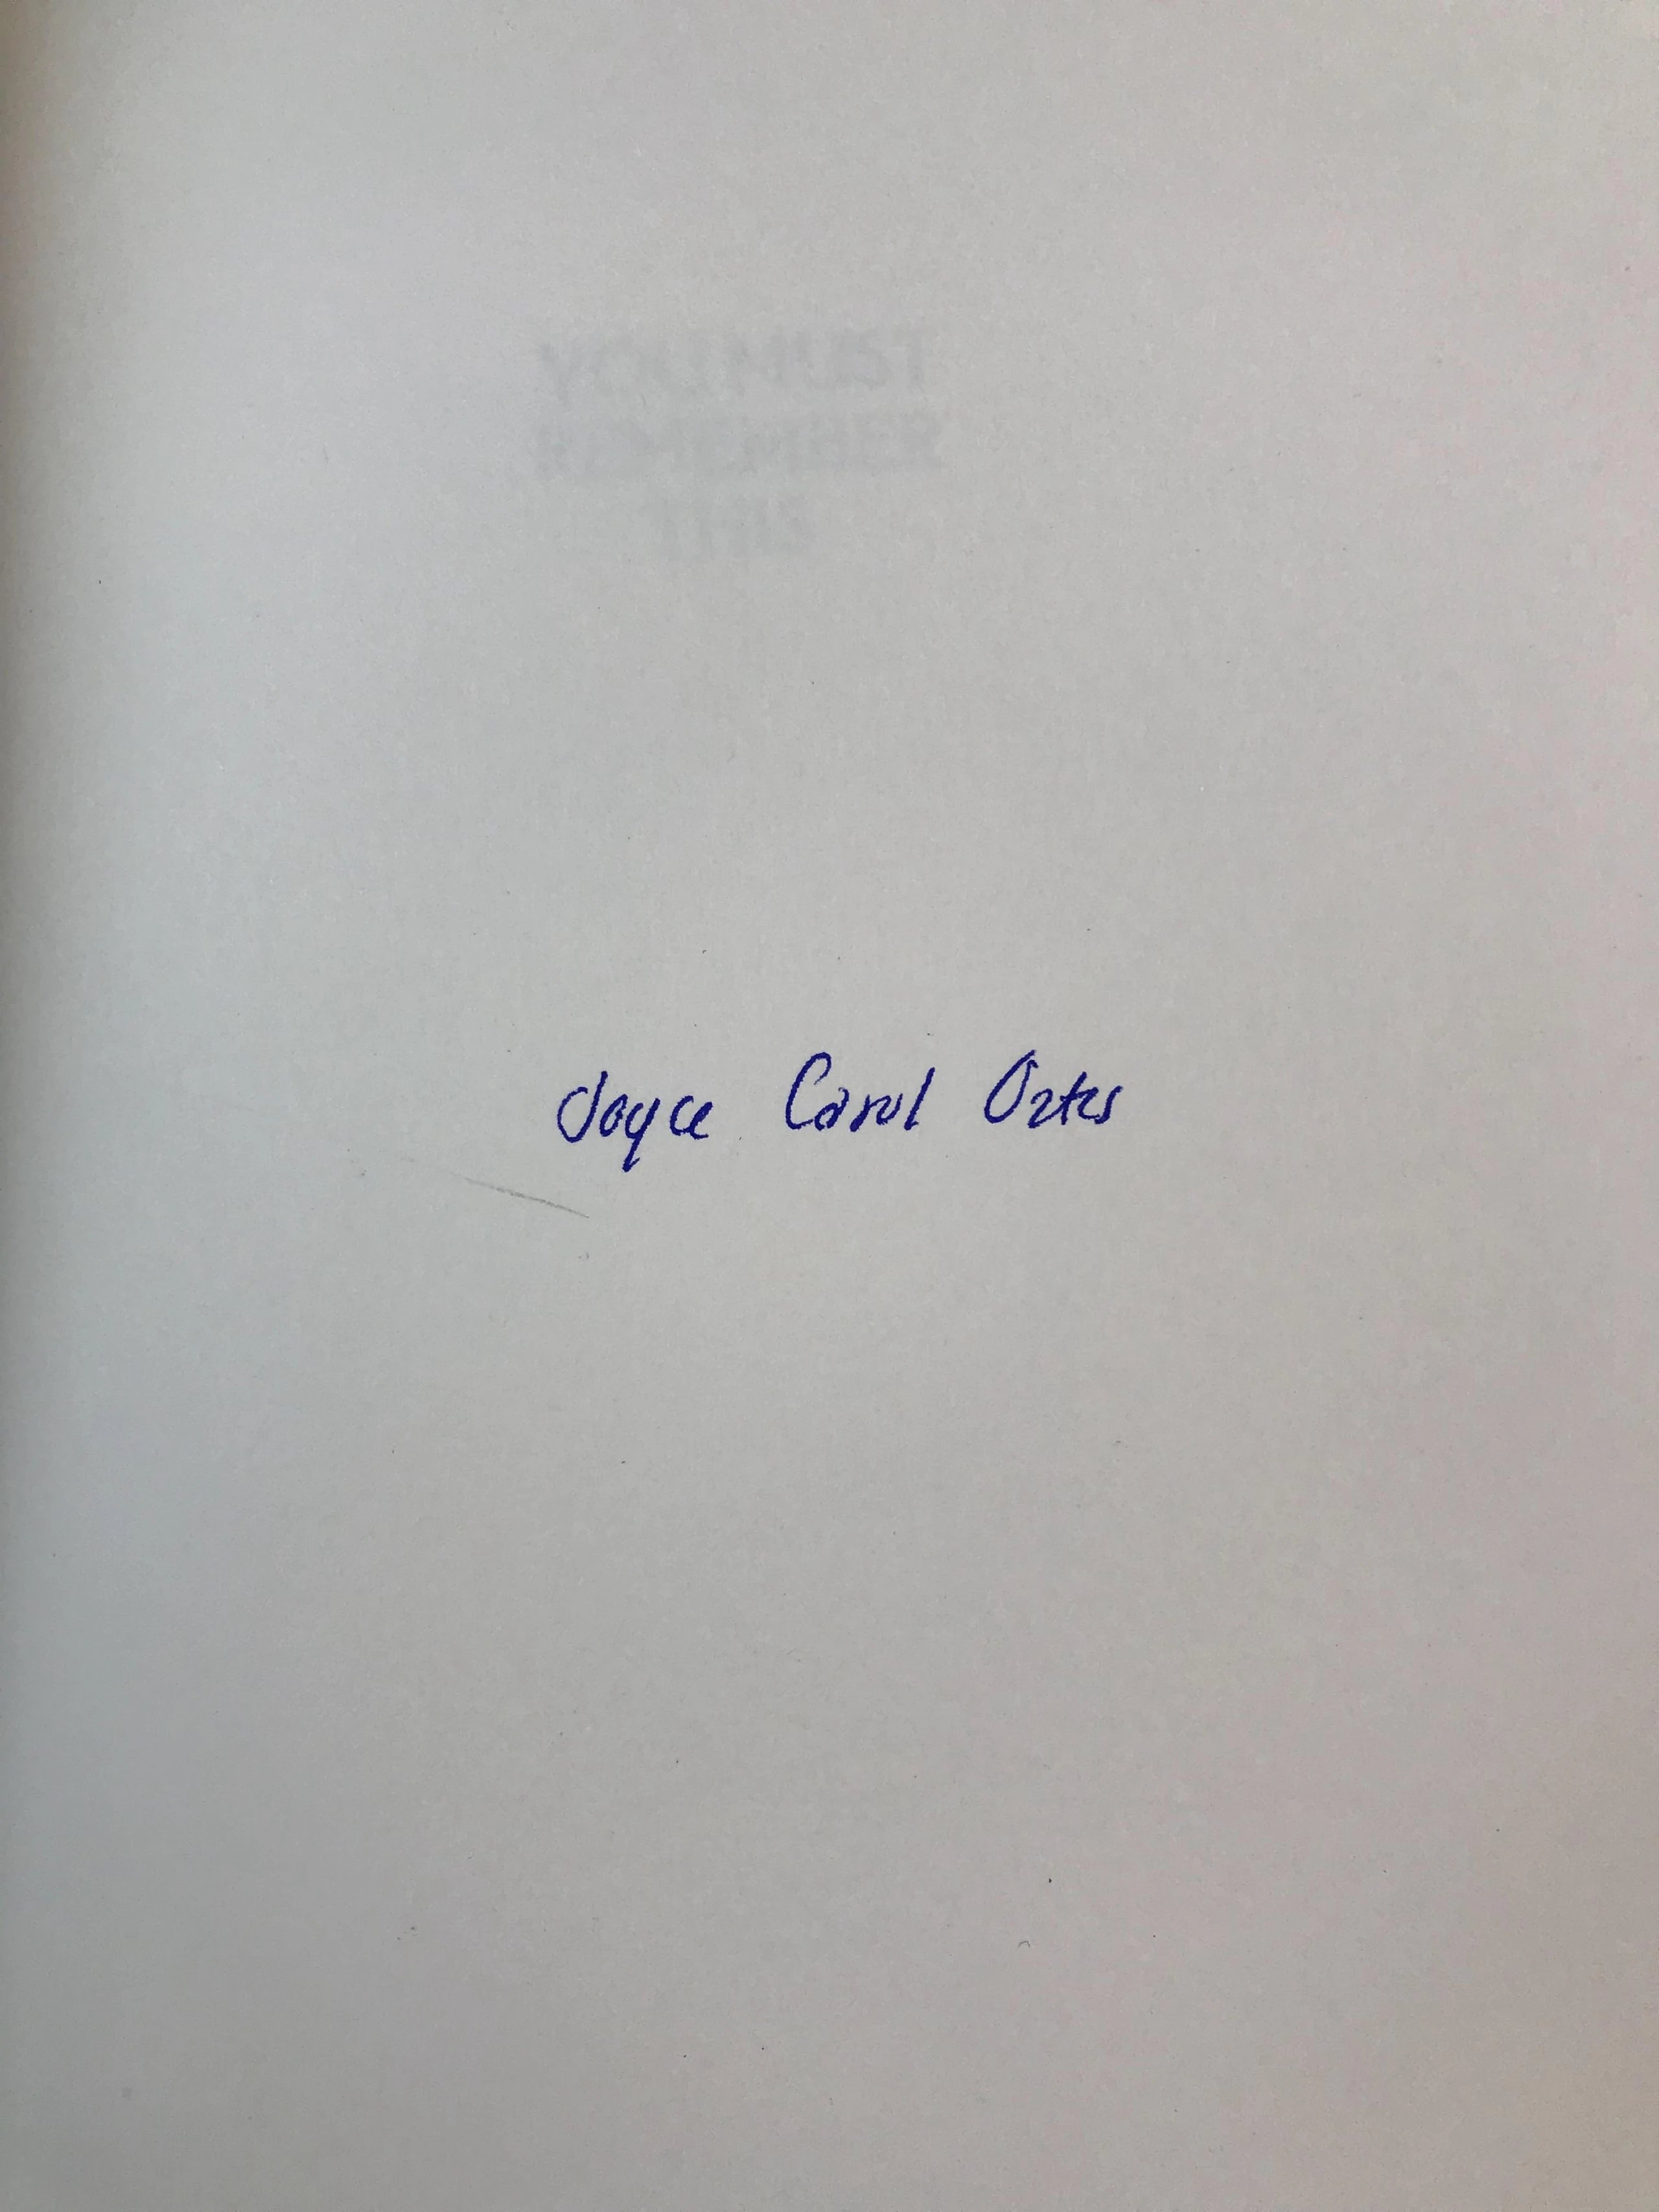 YOU MUST
REMEMBER
THIS
Joyce Carol Oates